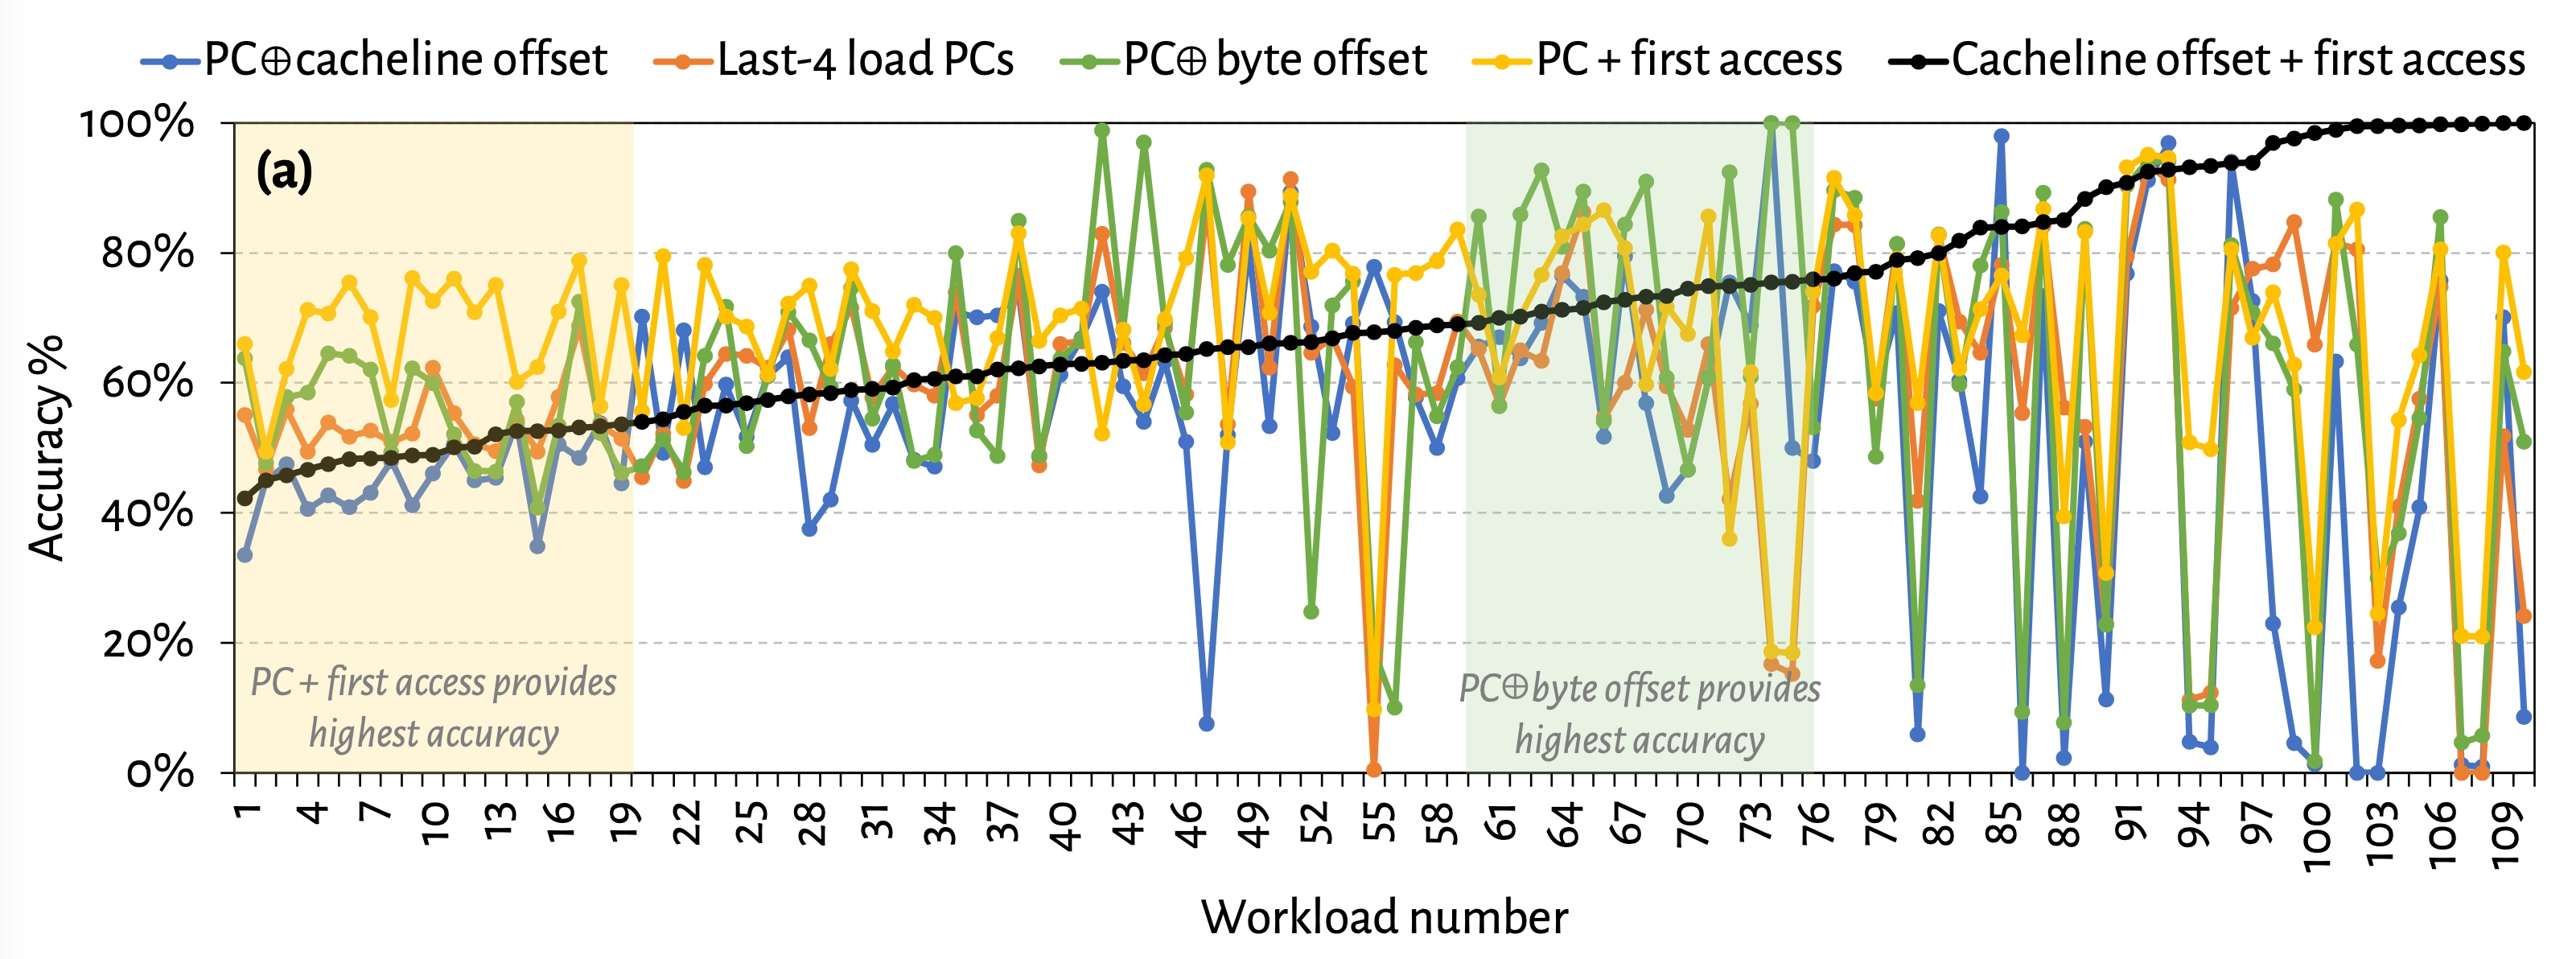 PC⊕cacheline offset Last-4 load PCs PC⊕ byte offset PC + first access Cacheline offset + first access
100%
80%
60%
40%
20%
0%
Accuracy %
(a)
PC + first access provides
highest accuracy
PC⊕byte offset provides
highest accuracy
1 4 7 10 13 16 19 22 25 28 31 34 37 40 43 46 49 52 55 58 61 64 67 70 73 76 79 82 85 88 91 94 97 100 103 106 109
Workload number